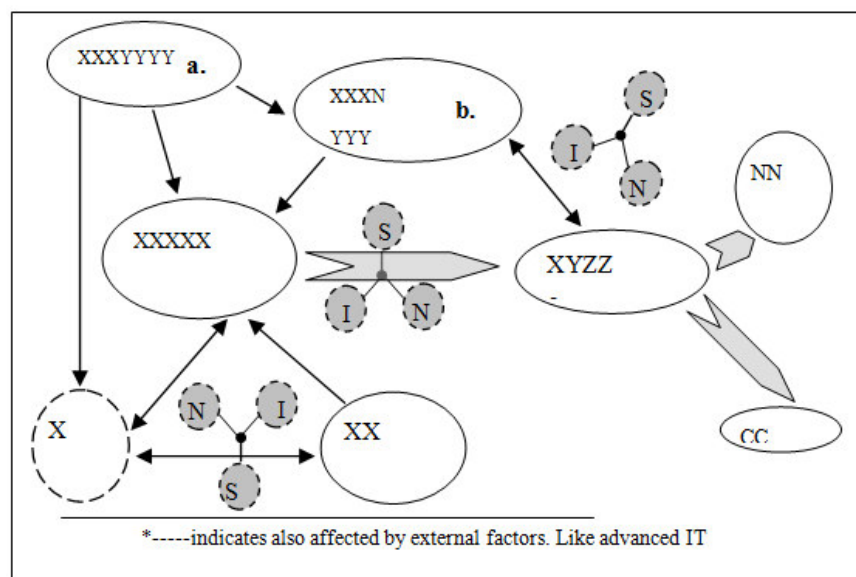 XXXYYYY a.
XXXN b.
YYY
S
I
N
NN
XXXXX
S
I
N
XYZZ
-
X
N
I
S
XX
CC
*-----indicates also affected by external factors. Like advanced IT